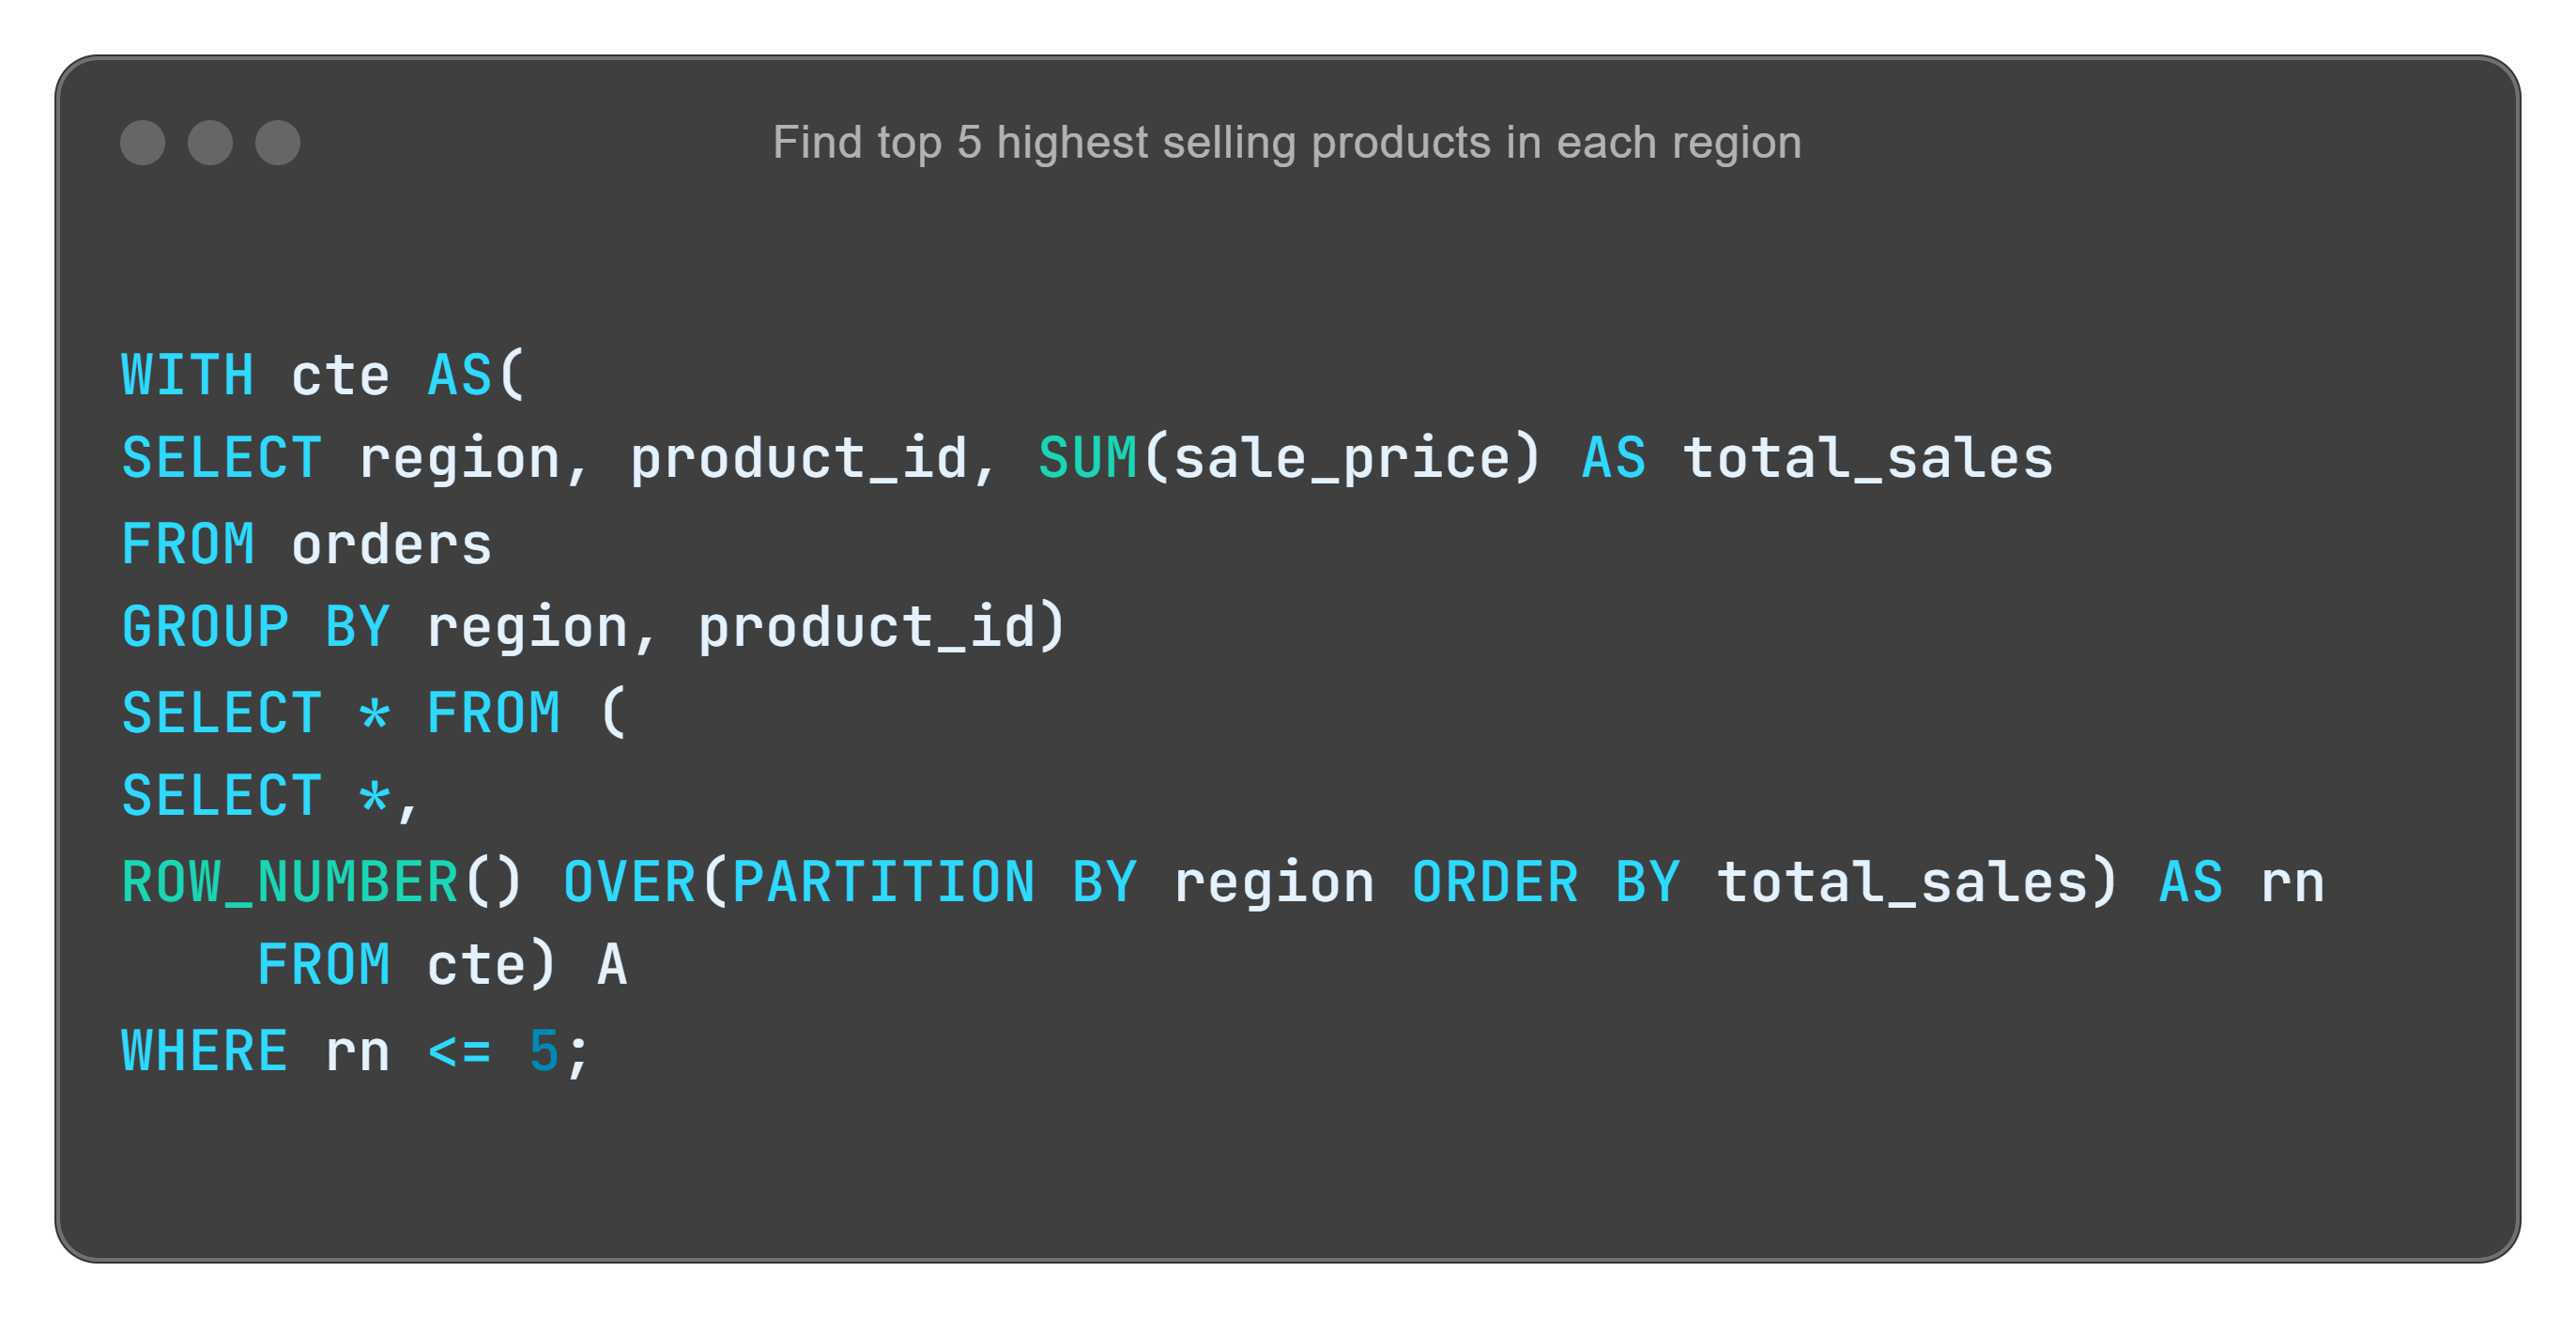 Find top 5 highest selling products in each region
WITH cte AS(
SELECT region, product_id, SUM(sale_price) AS total_sales
FROM orders
GROUP BY region, product_id)
SELECT * FROM (
SELECT *,
ROW_NUMBER() OVER(PARTITION BY region ORDER BY total_sales) AS rn
    FROM cte) A
WHERE rn <= 5;